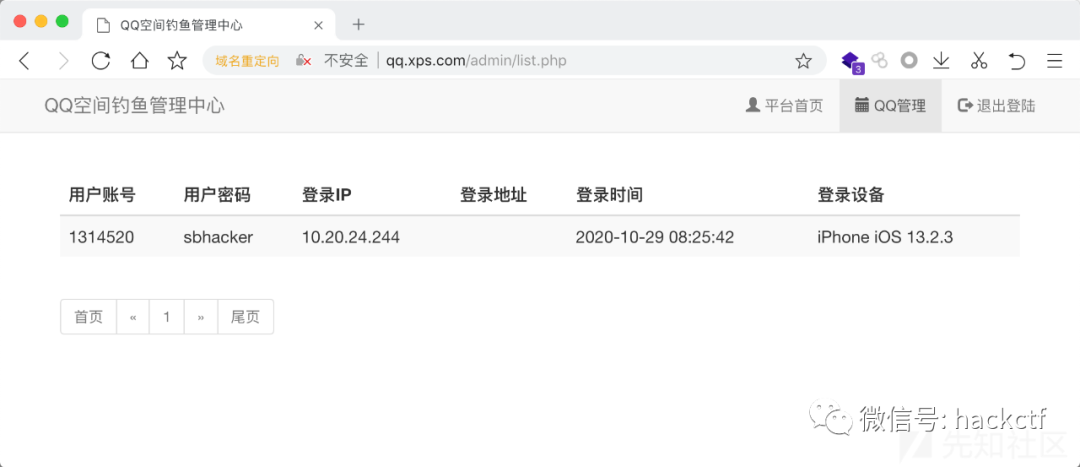 QQ空间钓鱼管理中心
域名重定向 不安全 qq.xps.com/admin/list.php
3
QQ空间钓鱼管理中心 平台首页 QQ管理 退出登陆
用户账号 用户密码 登录IP 登录地址 登录时间 登录设备
1314520 sbhacker 10.20.24.244 2020-10-29 08:25:42 iPhone iOS 13.2.3
首页 « 1 » 尾页
微信号: hackctf
先知社区